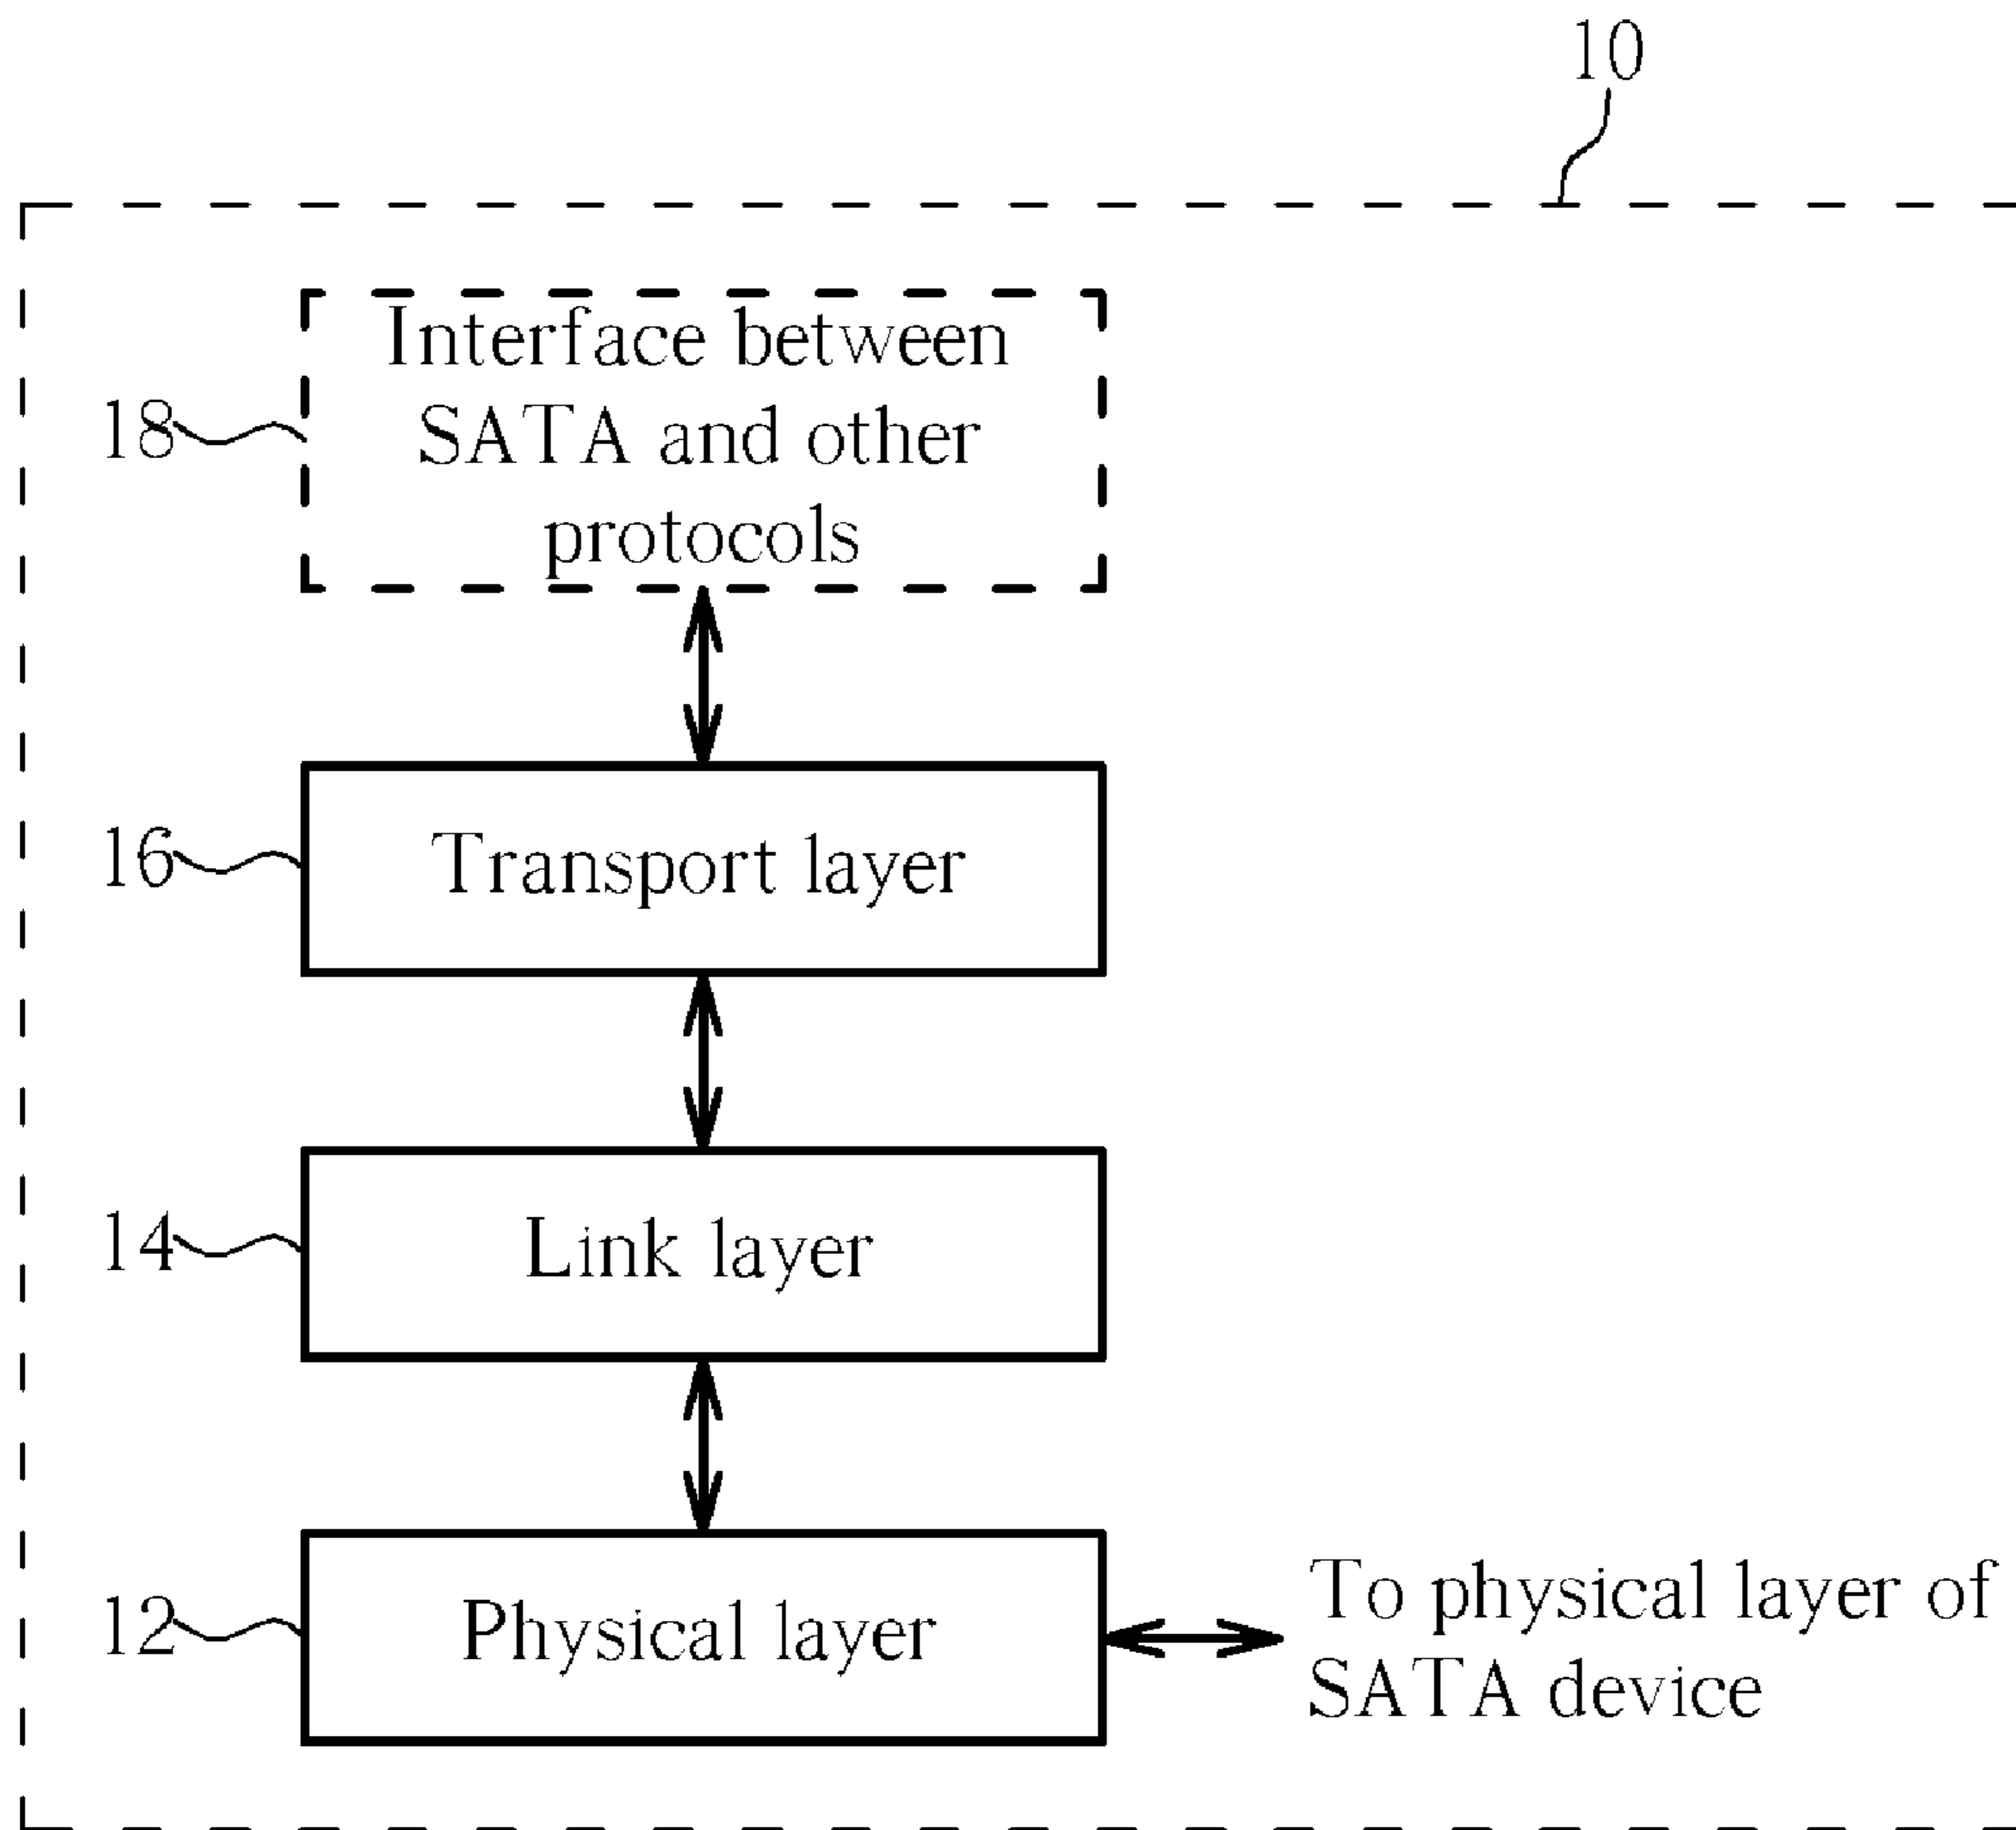 10
Interface between
18
SATA and other
protocols
16
Transport layer
14
Link layer
12
Physical layer
To physical layer of
SATA device